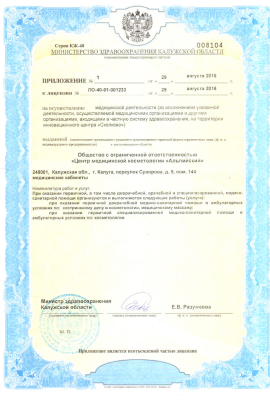 Серия КЖ-40
008104
МИНИСТЕРСТВО ЗДРАВООХРАНЕНИЯ КАЛУЖСКОЙ ОБЛАСТИ
ПРИЛОЖЕНИЕ № 1 29 августа 2016
к лицензии № ЛО-40-01-001233 29 августа 2016
на осуществление медицинской деятельности (за исключением указанной
деятельности, осуществляемой медицинскими организациями и другими
организациями, входящими в частную систему здравоохранения, на территории
инновационного центра «Сколково»)
выданной
Общество с ограниченной ответственностью
«Центр медицинской косметологии
248001, Калужская обл., г. Калуга, переулок Суворова, д. 5, пом. 144
медицинские кабинеты
Номенклатура работ и услуг:
При оказании первичной, в том числе доврачебной, врачебной и специализированной, медико-
санитарной помощи организуются и выполняются следующие работы (услуги):
при оказании первичной доврачебной медико-санитарной помощи в амбулаторных
условиях по: сестринскому делу в косметологии, медицинскому массажу;
при оказании первичной специализированной медико-санитарной помощи в
амбулаторных условиях по: косметологии
Министр здравоохранения
Калужской области
Е.В. Разумеева
М. П.
Приложение является неотъемлемой частью лицензии